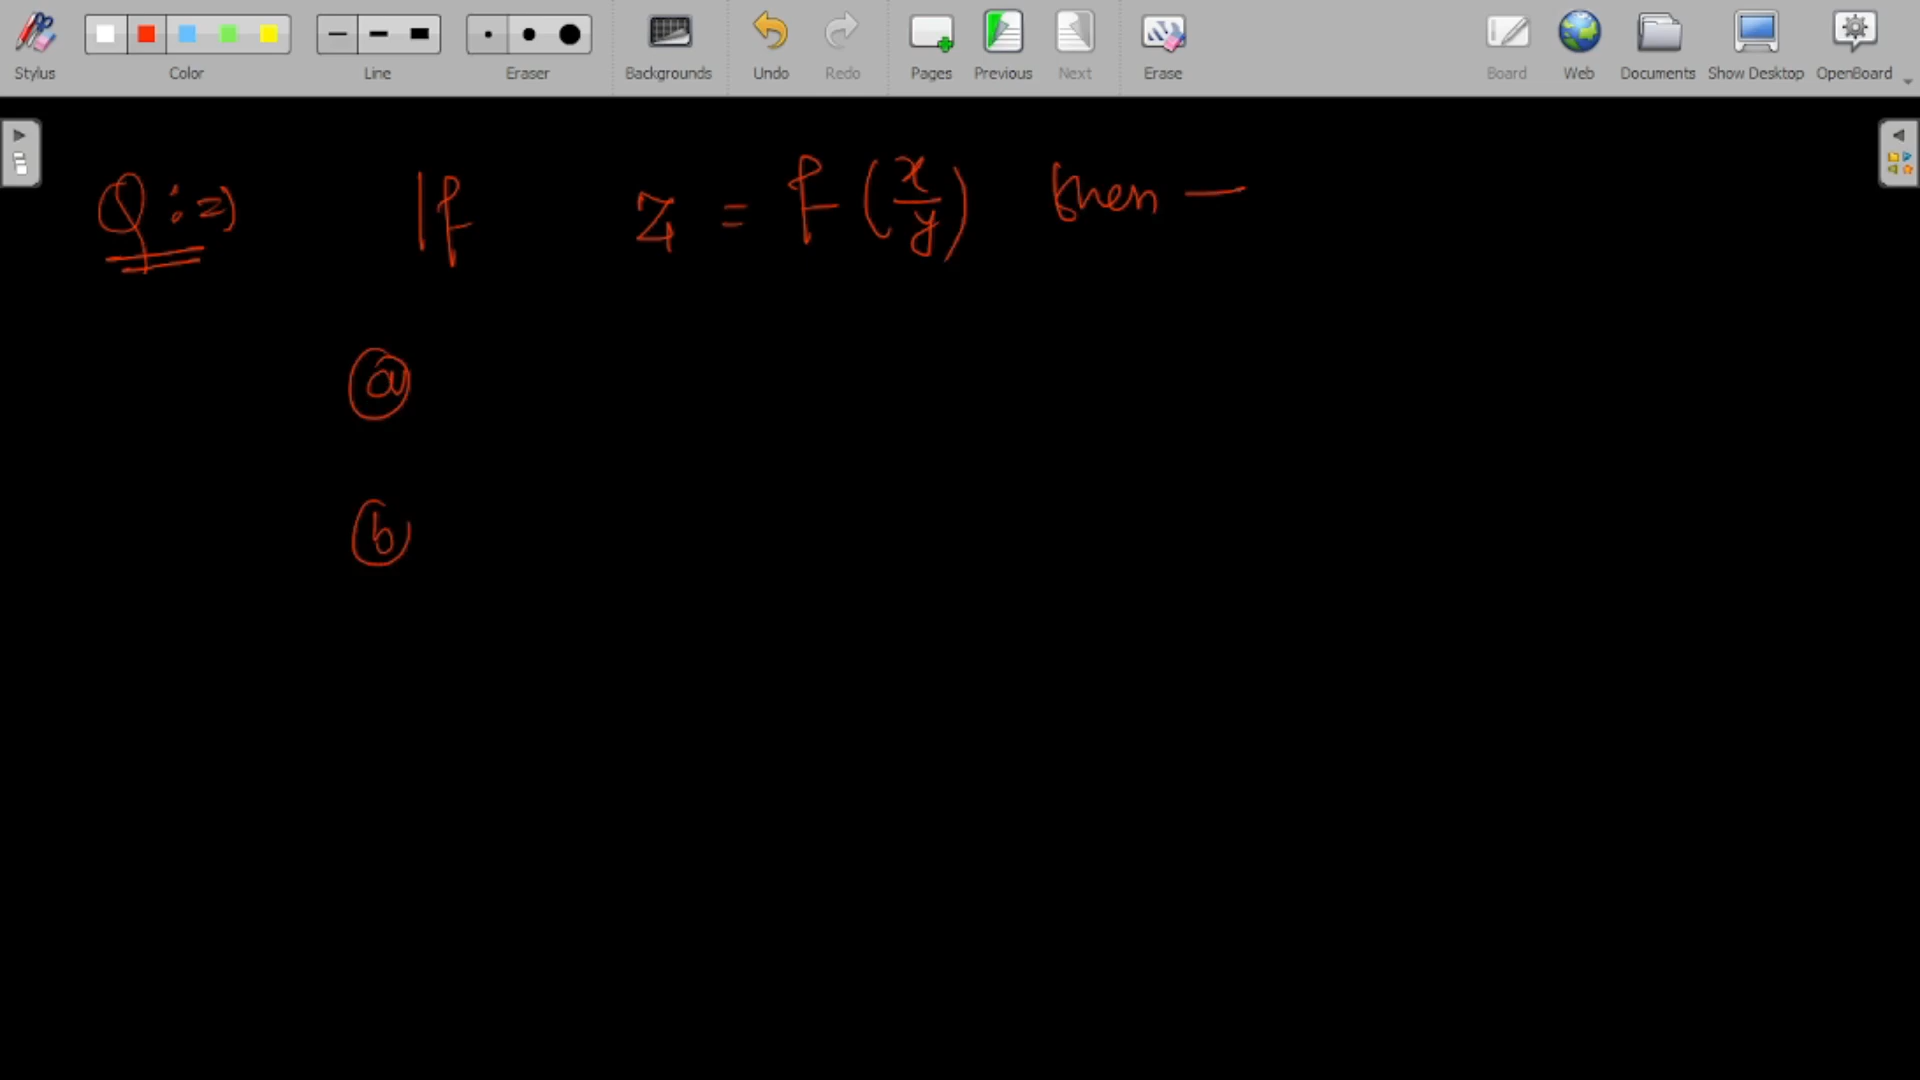 Stylus Color Line Eraser Backgrounds Undo Redo Pages Previous Next Erase Board Web Documents Show Desktop OpenBoard
Q:2) If z = f(x/y) then —
(a)
(b)